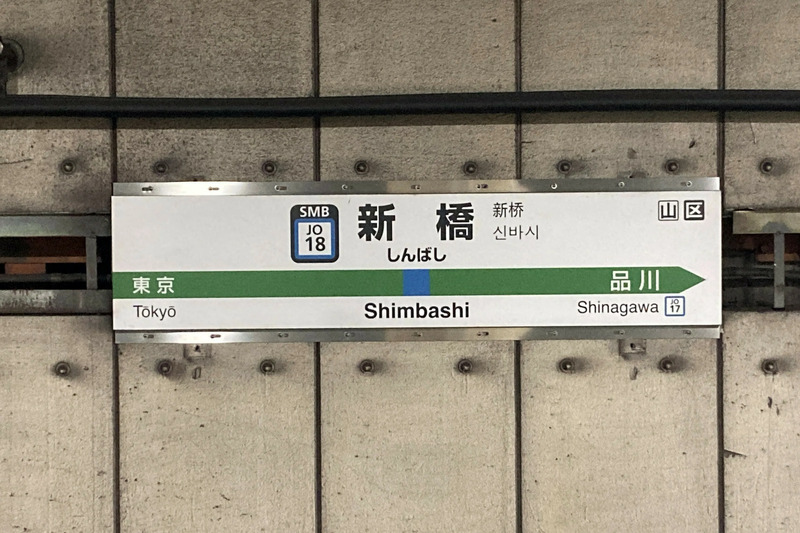 SMB
JO
18
新橋
しんばし
新桥
신바시
山 区
東京
品川
Tōkyō
Shimbashi
Shinagawa
JO
17